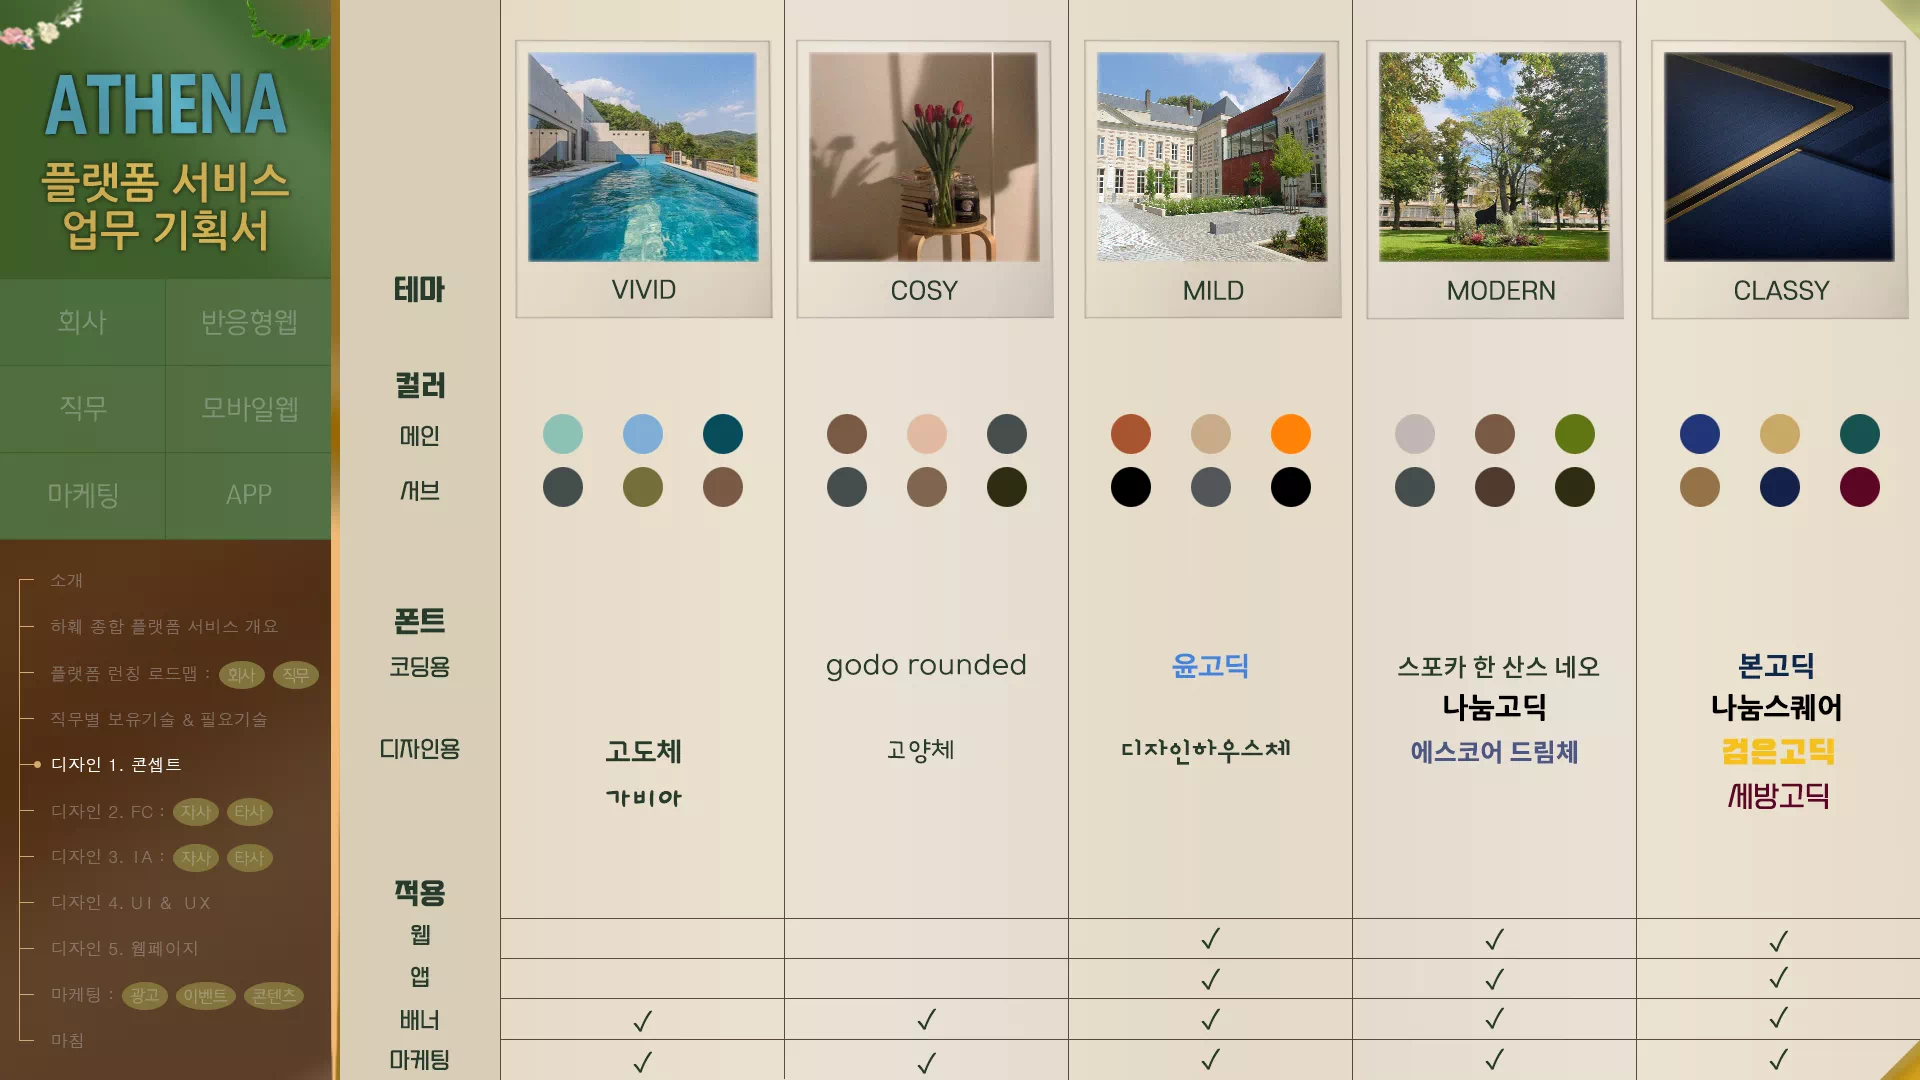 ATHENA
플랫폼 서비스
업무 기획서
회사 반응형웹
직무 모바일웹
마케팅 APP
소개
하훼 종합 플랫폼 서비스 개요
플랫폼 런칭 로드맵 : 회사 직무
직무별 보유기술 & 필요기술
디자인 1. 콘셉트
디자인 2. FC : 자사 타사
디자인 3. IA : 자사 타사
디자인 4. UI & UX
디자인 5. 웹페이지
마케팅 : 광고 이벤트 콘텐츠
마침
테마 VIVID COSY MILD MODERN CLASSY
컬러
메인
서브
폰트
코딩용 godo rounded 윤고딕 스포카 한 산스 네오 본고딕
나눔고딕 나눔스퀘어
디자인용 고도체 고양체 디자인하우스체 에스코어 드림체 검은고딕
가비아 세방고딕
적용
웹 ✓ ✓ ✓
앱 ✓ ✓ ✓
배너 ✓ ✓ ✓ ✓ ✓
마케팅 ✓ ✓ ✓ ✓ ✓